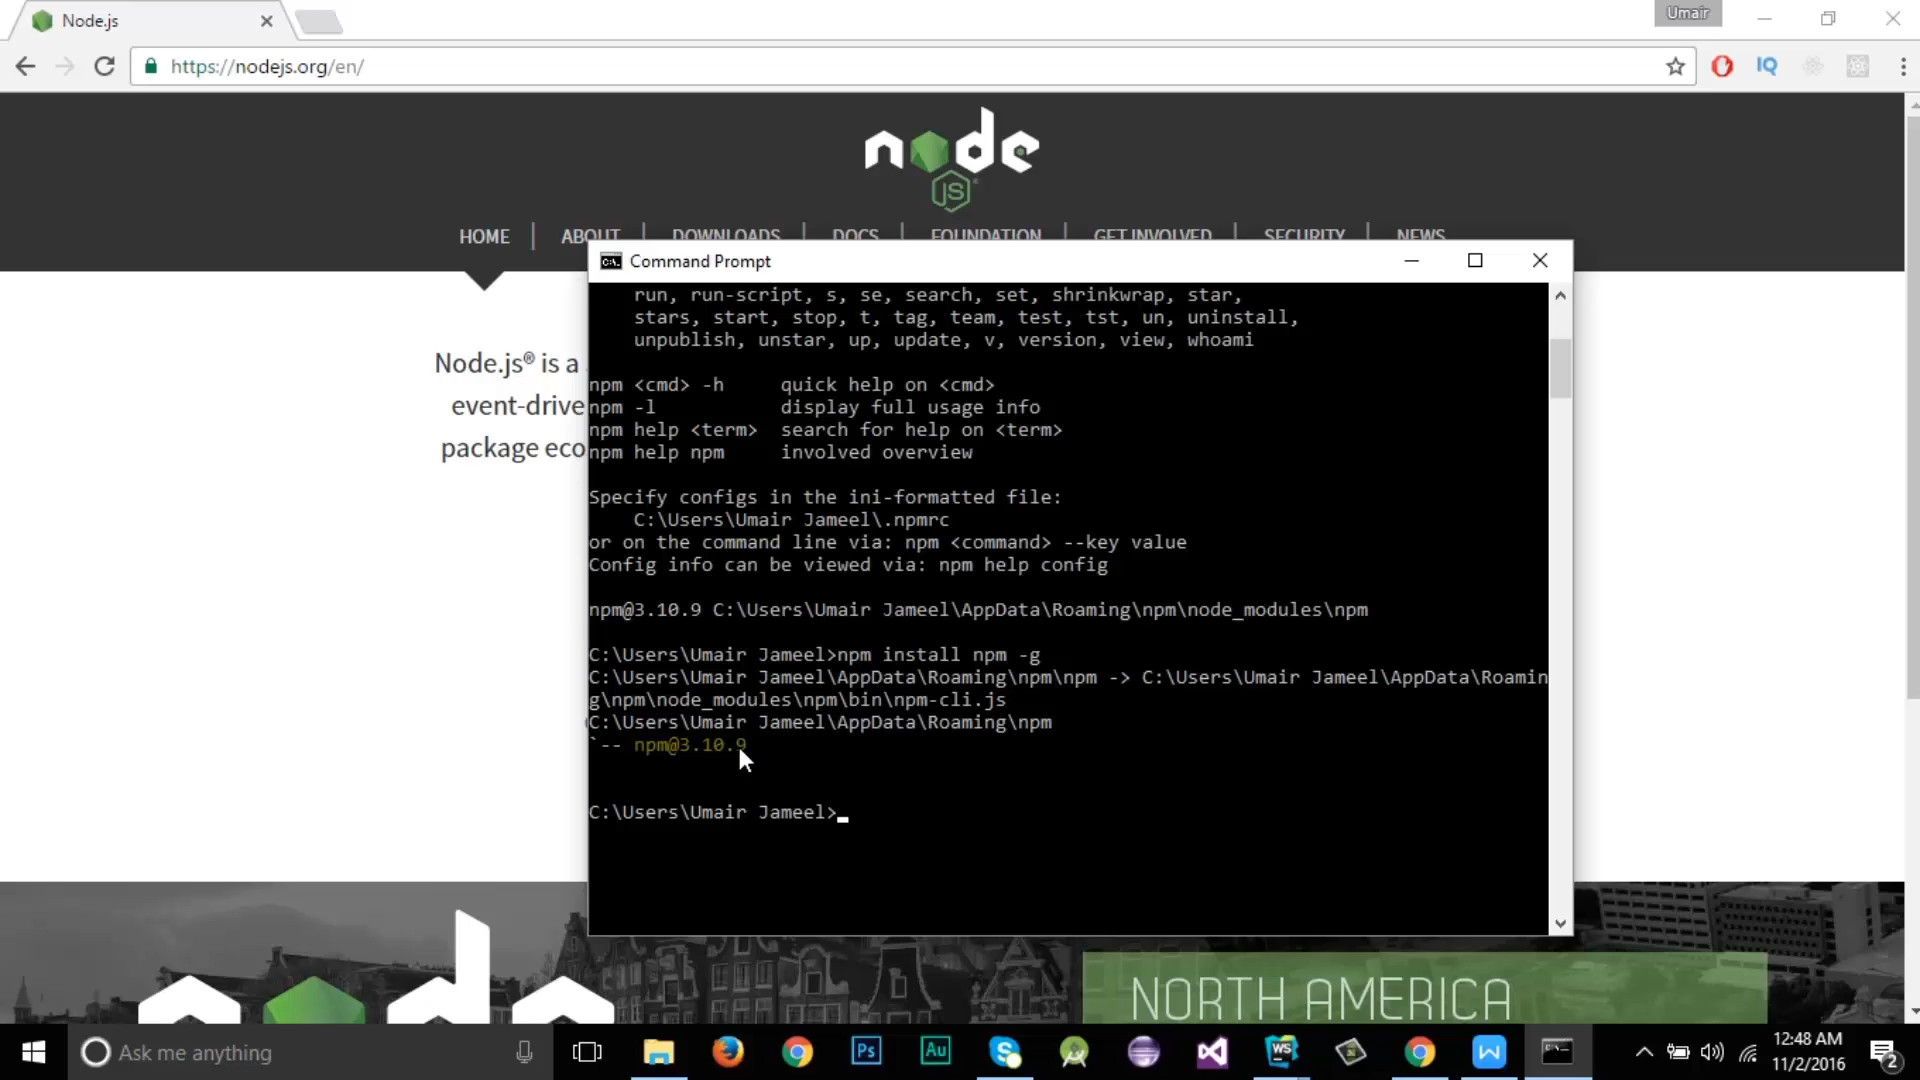 Node.js
Umair
https://nodejs.org/en/
IQ
node
JS
HOME
ABOUT
DOWNLOADS
DOCS
FOUNDATION
GET INVOLVED
SECURITY
NEWS
Node.js® is a
event-drive
package eco
Command Prompt
run, run-script, s, se, search, set, shrinkwrap, star,
stars, start, stop, t, tag, team, test, tst, un, uninstall,
unpublish, unstar, up, update, v, version, view, whoami
npm <cmd> -h     quick help on <cmd>
npm -l           display full usage info
npm help <term>  search for help on <term>
npm help npm     involved overview
Specify configs in the ini-formatted file:
C:\Users\Umair Jameel\.npmrc
or on the command line via: npm <command> --key value
Config info can be viewed via: npm help config
npm@3.10.9 C:\Users\Umair Jameel\AppData\Roaming\npm\node_modules\npm
C:\Users\Umair Jameel>npm install npm -g
C:\Users\Umair Jameel\AppData\Roaming\npm\npm -> C:\Users\Umair Jameel\AppData\Roamin
g\npm\node_modules\npm\bin\npm-cli.js
C:\Users\Umair Jameel\AppData\Roaming\npm
`-- npm@3.10.9
C:\Users\Umair Jameel>
NORTH AMERICA
Ask me anything
Ps
Au
WS
W
12:48 AM
11/2/2016
2